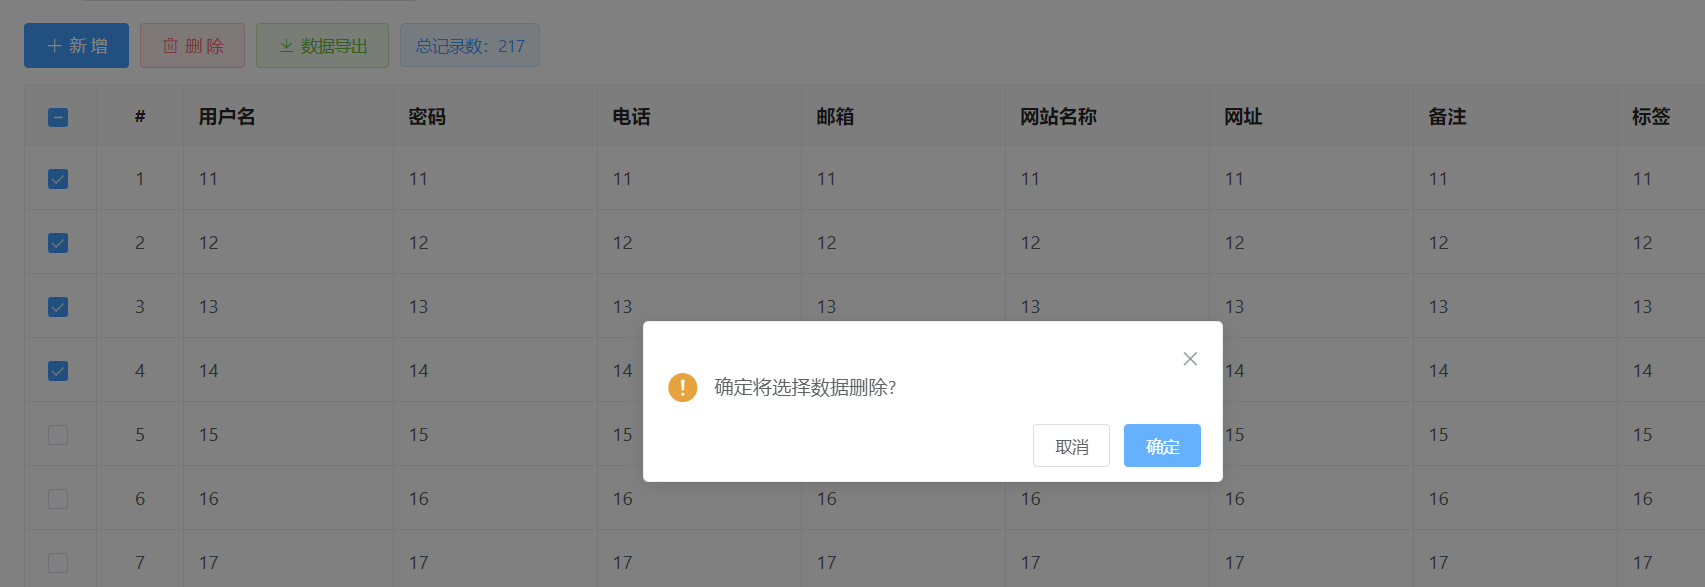 新 增 删 除 数据导出 总记录数：217
# 用户名 密码 电话 邮箱 网站名称 网址 备注 标签
1 11 11 11 11 11 11 11 11
2 12 12 12 12 12 12 12 12
3 13 13 13 13 13 13 13 13
4 14 14 14 14 14 14
确定将选择数据删除?
5 15 15 15 15 15 15
取消 确定
6 16 16 16 16 16 16 16 16
7 17 17 17 17 17 17 17 17